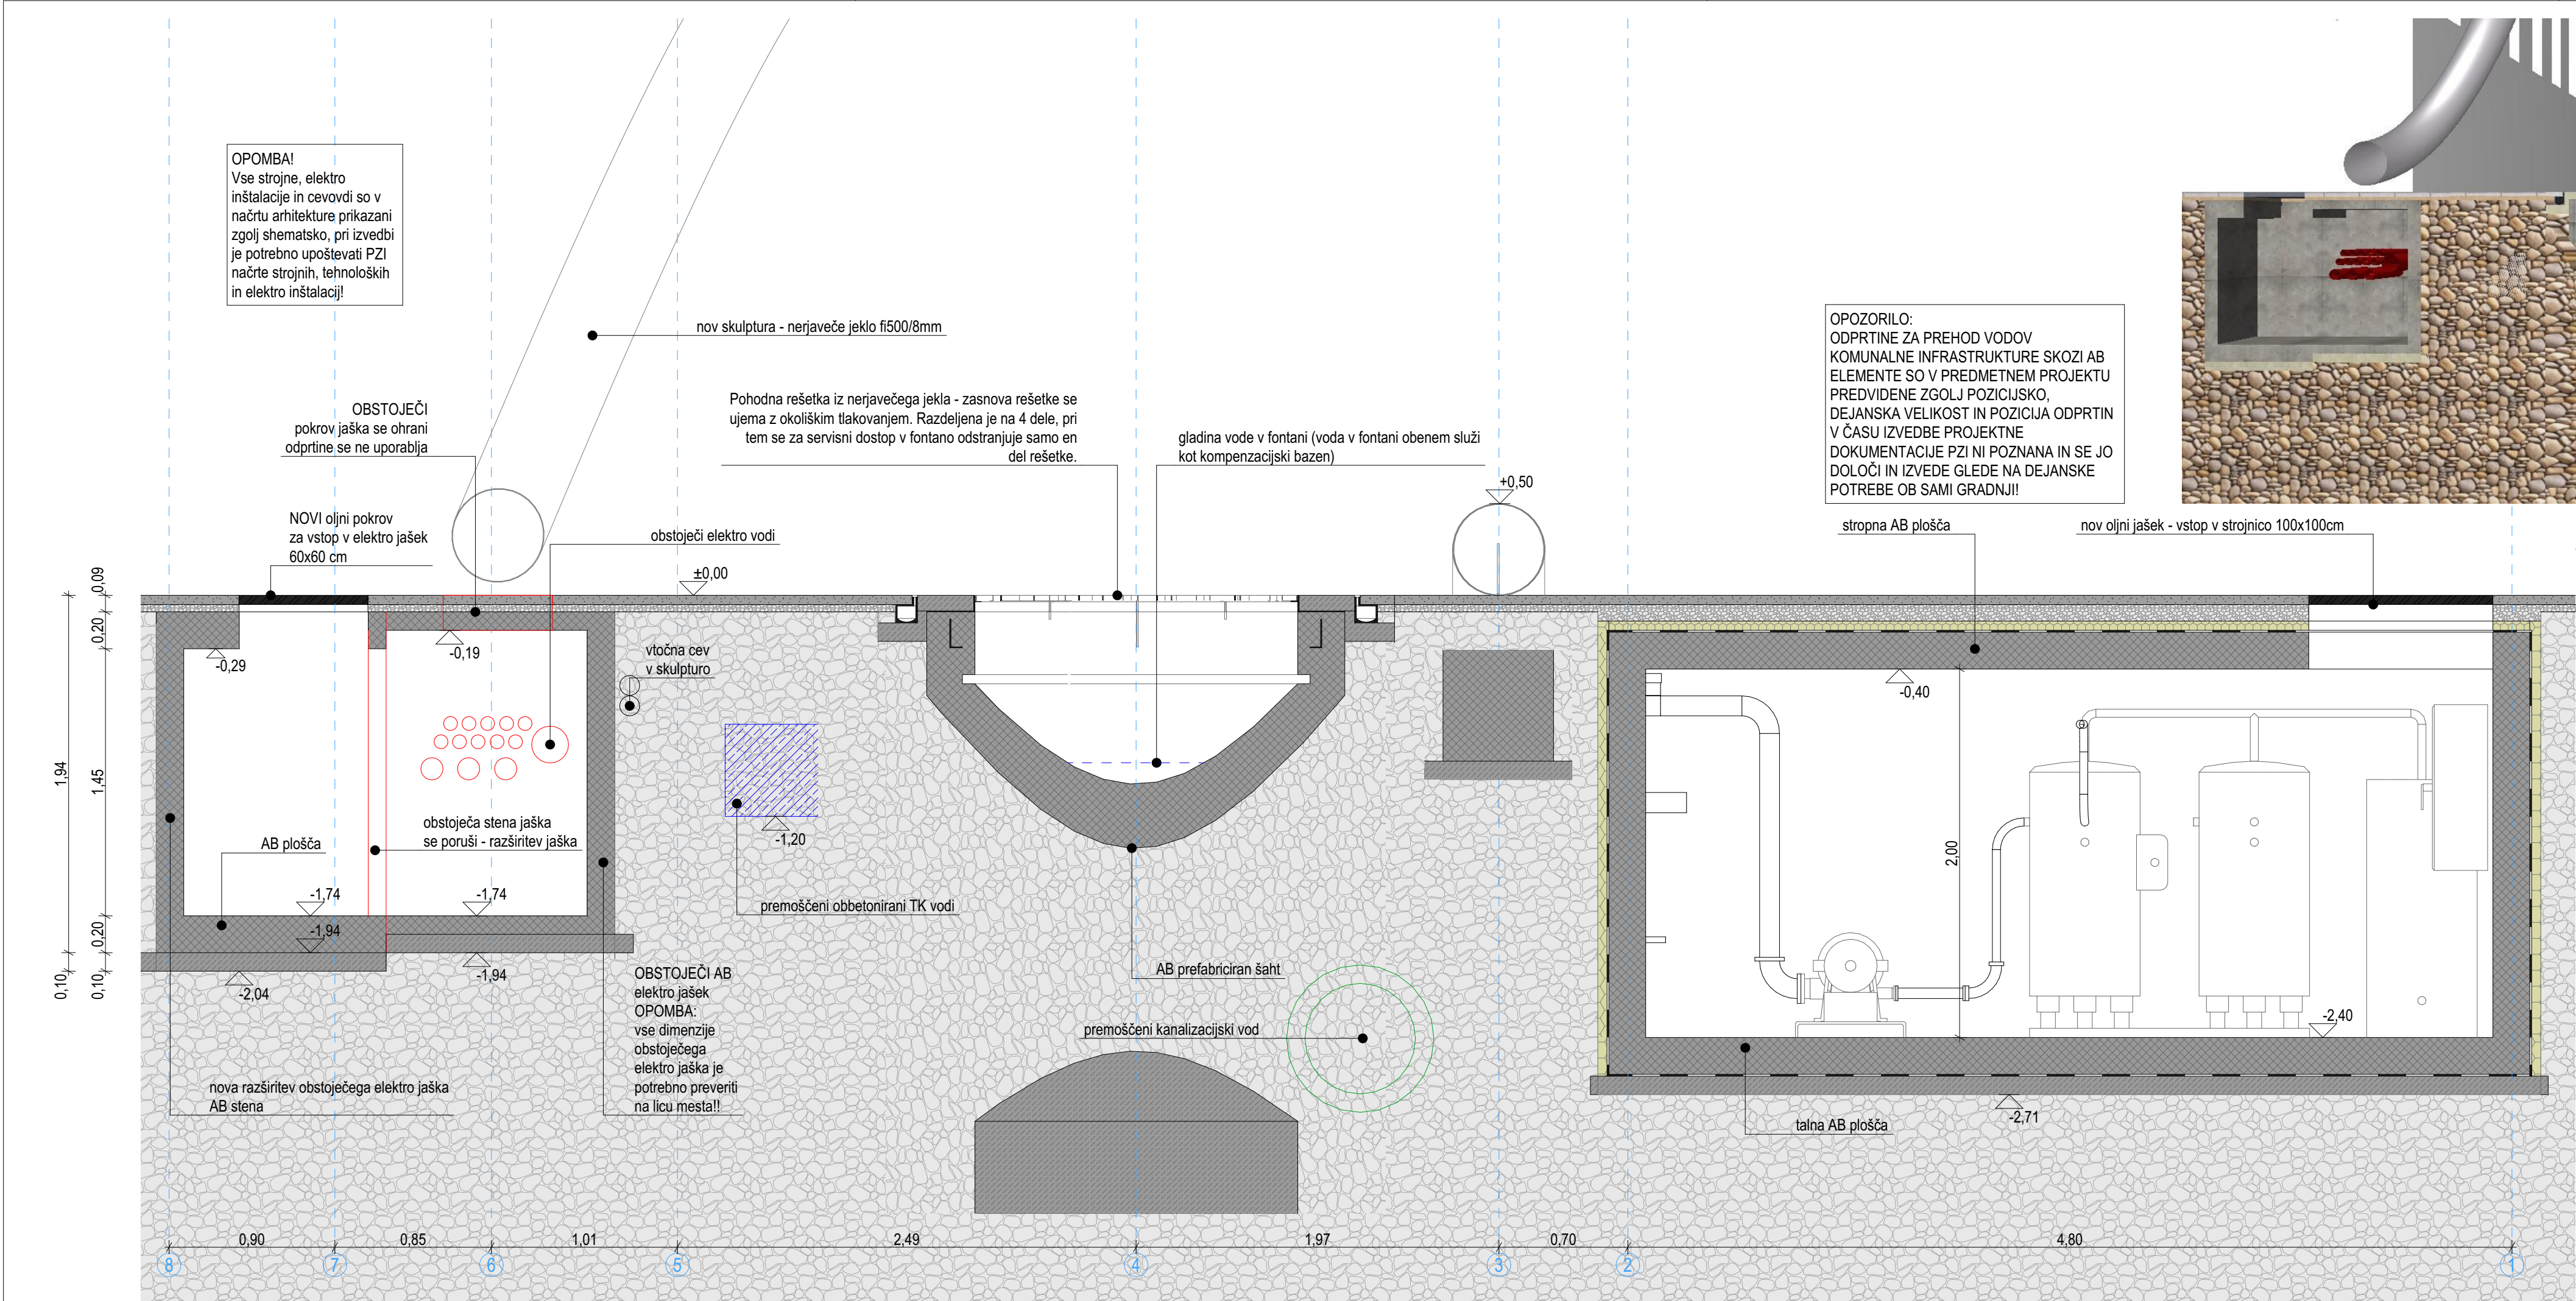 OPOMBA!
Vse strojne, elektro
inštalacije in cevovdi so v
načrtu arhitekture prikazani
zgolj shematsko, pri izvedbi
je potrebno upoštevati PZI
načrte strojnih, tehnoloških
in elektro inštalacij!
nov skulptura - nerjaveče jeklo fi500/8mm
OPOZORILO:
ODPRTINE ZA PREHOD VODOV
KOMUNALNE INFRASTRUKTURE SKOZI AB
ELEMENTE SO V PREDMETNEM PROJEKTU
PREDVIDENE ZGOLJ POZICIJSKO,
DEJANSKA VELIKOST IN POZICIJA ODPRTIN
V ČASU IZVEDBE PROJEKTNE
DOKUMENTACIJE PZI NI POZNANA IN SE JO
DOLOČI IN IZVEDE GLEDE NA DEJANSKE
POTREBE OB SAMI GRADNJI!
OBSTOJEČI
pokrov jaška se ohrani
odprtine se ne uporablja
Pohodna rešetka iz nerjavečega jekla - zasnova rešetke se
ujema z okoliškim tlakovanjem. Razdeljena je na 4 dele, pri
tem se za servisni dostop v fontano odstranjuje samo en
del rešetke.
gladina vode v fontani (voda v fontani obenem služi
kot kompenzacijski bazen)
+0,50
NOVI oljni pokrov
za vstop v elektro jašek
60x60 cm
obstoječi elektro vodi
±0,00
stropna AB plošča
nov oljni jašek - vstop v strojnico 100x100cm
0,09
0,20
1,94
1,45
0,20
0,10
0,10
-0,29
-0,19
vtočna cev
v skulpturo
-0,40
2,00
-1,20
AB plošča
obstoječa stena jaška
se poruši - razširitev jaška
-1,74
-1,74
-1,94
-1,94
-2,04
premoščeni obbetonirani TK vodi
OBSTOJEČI AB
elektro jašek
OPOMBA:
vse dimenzije
obstoječega
elektro jaška je
potrebno preveriti
na licu mesta!!
AB prefabriciran šaht
premoščeni kanalizacijski vod
-2,40
nova razširitev obstoječega elektro jaška
AB stena
talna AB plošča
-2,71
0,90
0,85
1,01
2,49
1,97
0,70
4,80
8
7
6
5
4
3
2
1